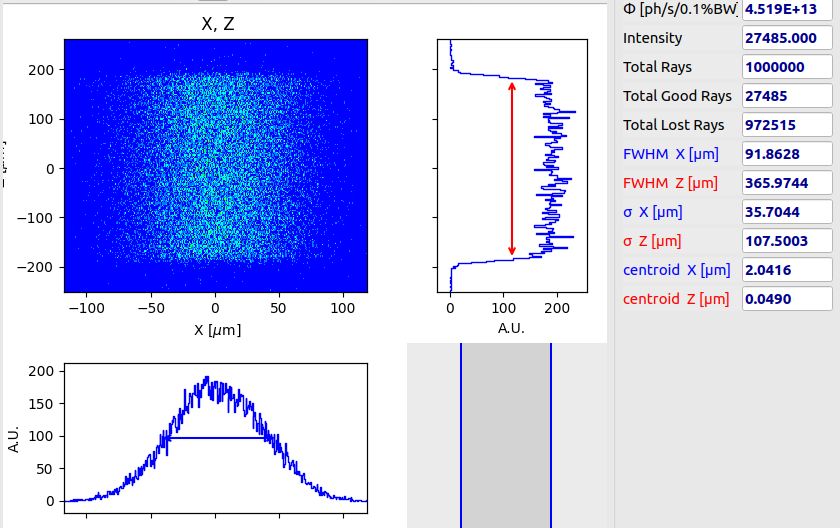 X, Z
200
100
0
−100
−200
−100
−50
0
50
100
X [μm]
0
100
200
A.U.
200
150
100
50
0
A.U.
Φ [ph/s/0.1%BW] 4.519E+13
Intensity 27485.000
Total Rays 1000000
Total Good Rays 27485
Total Lost Rays 972515
FWHM X [μm] 91.8628
FWHM Z [μm] 365.9744
σ X [μm] 35.7044
σ Z [μm] 107.5003
centroid X [μm] 2.0416
centroid Z [μm] 0.0490